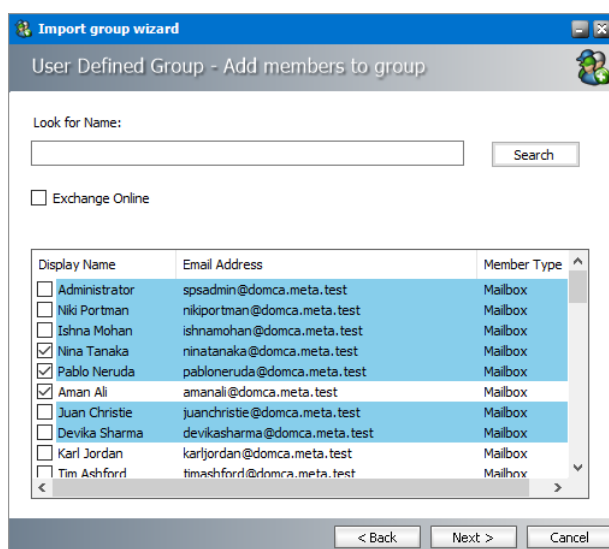 Import group wizard
User Defined Group - Add members to group
Look for Name:
Search
Exchange Online
Display Name Email Address Member Type
Administrator spsadmin@domca.meta.test Mailbox
Niki Portman nikiportman@domca.meta.test Mailbox
Ishna Mohan ishnamohan@domca.meta.test Mailbox
Nina Tanaka ninatanaka@domca.meta.test Mailbox
Pablo Neruda pabloneruda@domca.meta.test Mailbox
Aman Ali amanali@domca.meta.test Mailbox
Juan Christie juanchristie@domca.meta.test Mailbox
Devika Sharma devikasharma@domca.meta.test Mailbox
Karl Jordan karljordan@domca.meta.test Mailbox
Tim Ashford timashford@domca.meta.test Mailbox
< Back Next > Cancel